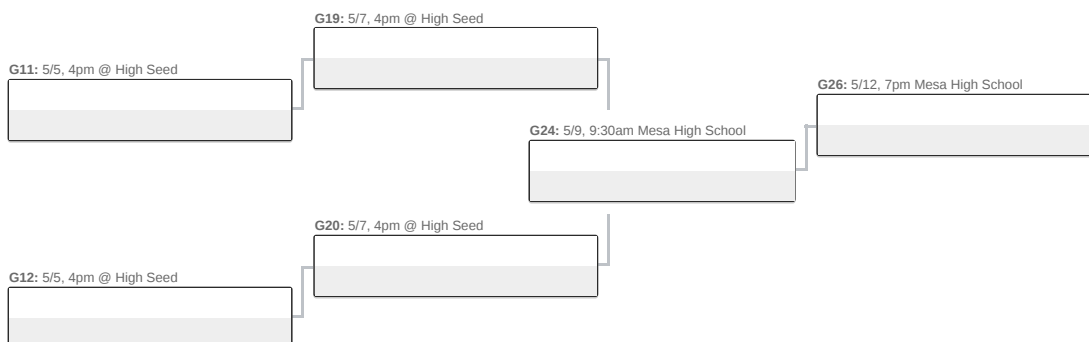 G19: 5/7, 4pm @ High Seed
G11: 5/5, 4pm @ High Seed
G26: 5/12, 7pm Mesa High School
G24: 5/9, 9:30am Mesa High School
G20: 5/7, 4pm @ High Seed
G12: 5/5, 4pm @ High Seed